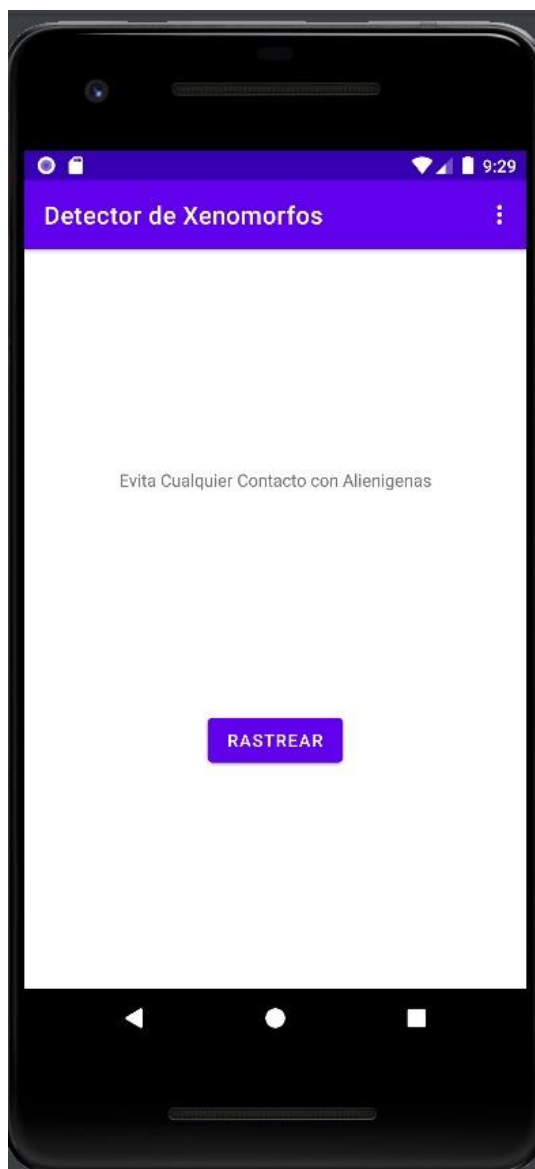 9:29
Detector de Xenomorfos
Evita Cualquier Contacto con Alienigenas
RASTREAR